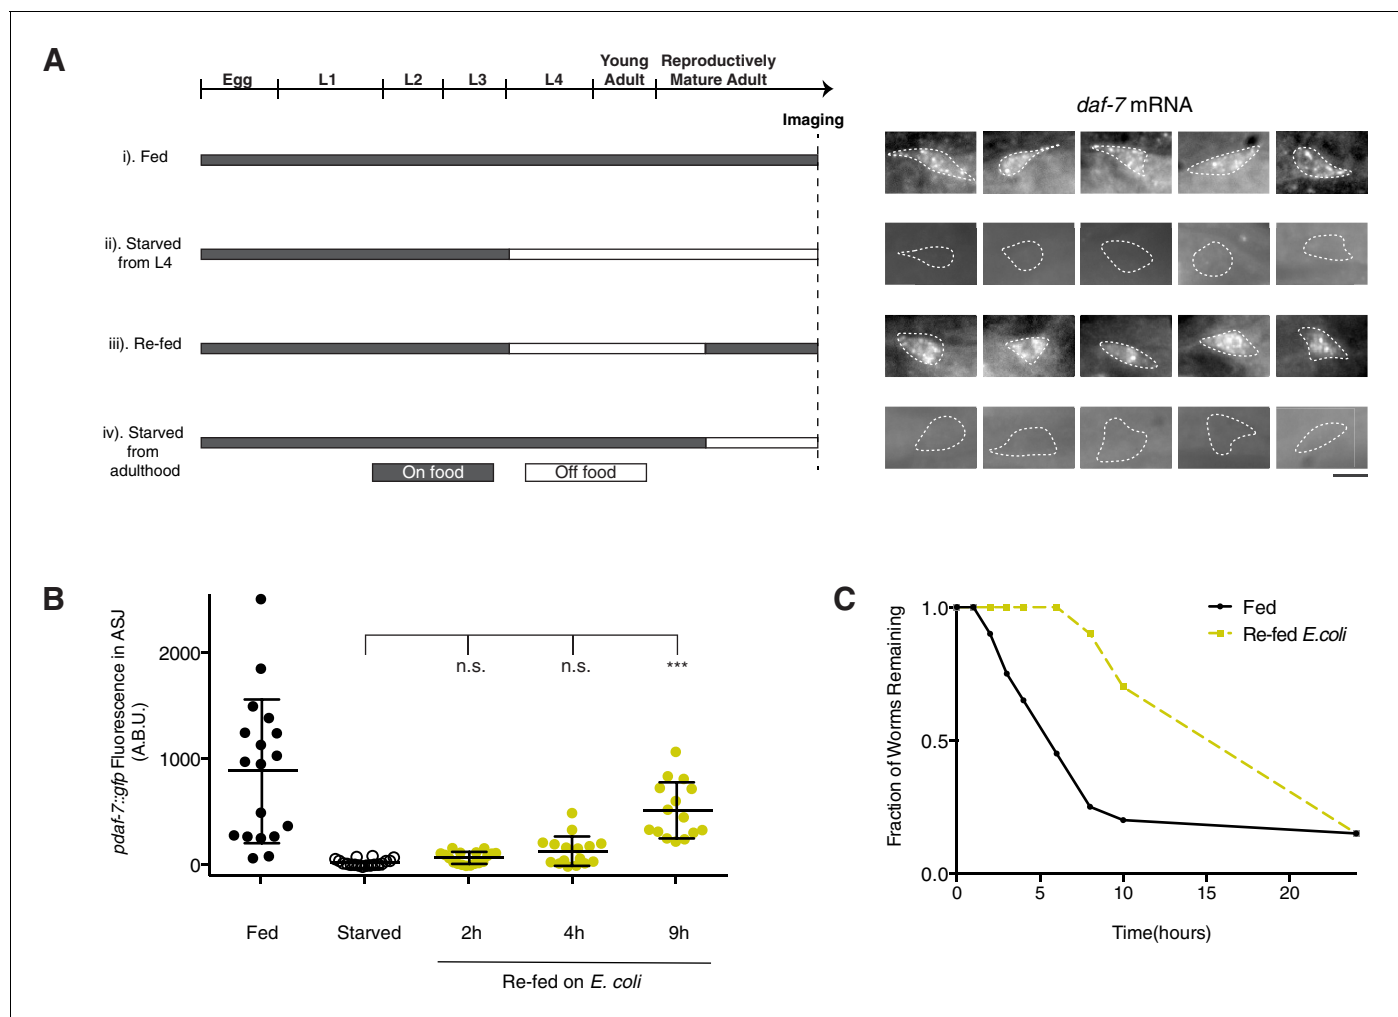 A
Egg L1 L2 L3 L4 Young Adult Reproductively Mature Adult
Imaging
daf-7 mRNA
i). Fed
ii). Starved
from L4
iii). Re-fed
iv). Starved
from
adulthood
On food Off food
B
pdaf-7::gfp Fluorescence in ASJ
(A.B.U.)
2000
1000
0
n.s. n.s. ***
Fed Starved 2h 4h 9h
Re-fed on E. coli
C
Fraction of Worms Remaining
1.0
0.5
0.0
Fed
Re-fed E.coli
0 5 10 15 20
Time(hours)